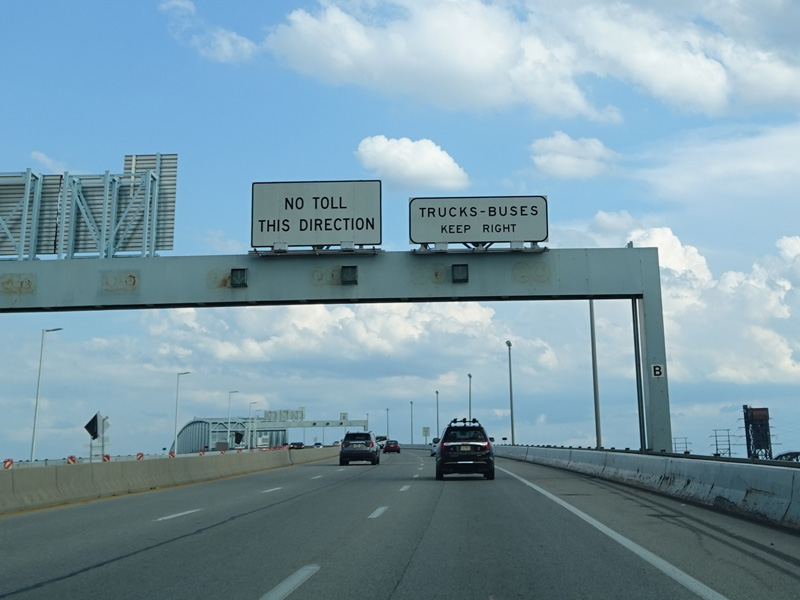 NO TOLL
THIS DIRECTION
TRUCKS-BUSES
KEEP RIGHT
B